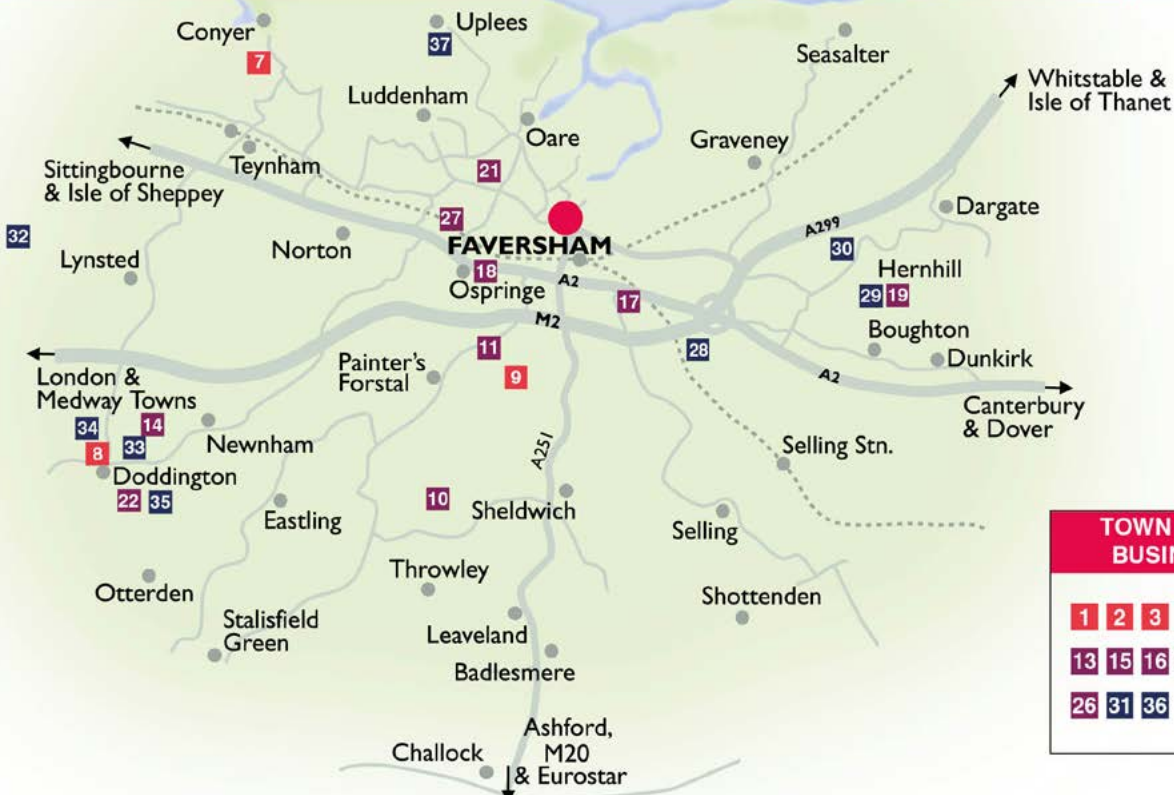 Conyer
Uplees
37
7
Seasalter
Whitstable &
Isle of Thanet
Luddenham
Oare
Graveney
Teynham
Sittingbourne
& Isle of Sheppey
21
27
Dargate
32
Norton
FAVERSHAM
A299
30
Lynsted
18
Ospringe
A2
17
Hernhill
29 19
M2
Boughton
11
28
Dunkirk
London &
Medway Towns
Painter's
Forstal
9
A2
Canterbury
& Dover
34
14
33
8
Newnham
A251
Selling Stn.
Doddington
22 35
10
Eastling
Sheldwich
Selling
TOWN
BUSIN
1 2 3
13 15 16
26 31 36
Otterden
Throwley
Shottenden
Stalisfield
Green
Leaveland
Badlesmere
Challock
Ashford,
M20
& Eurostar